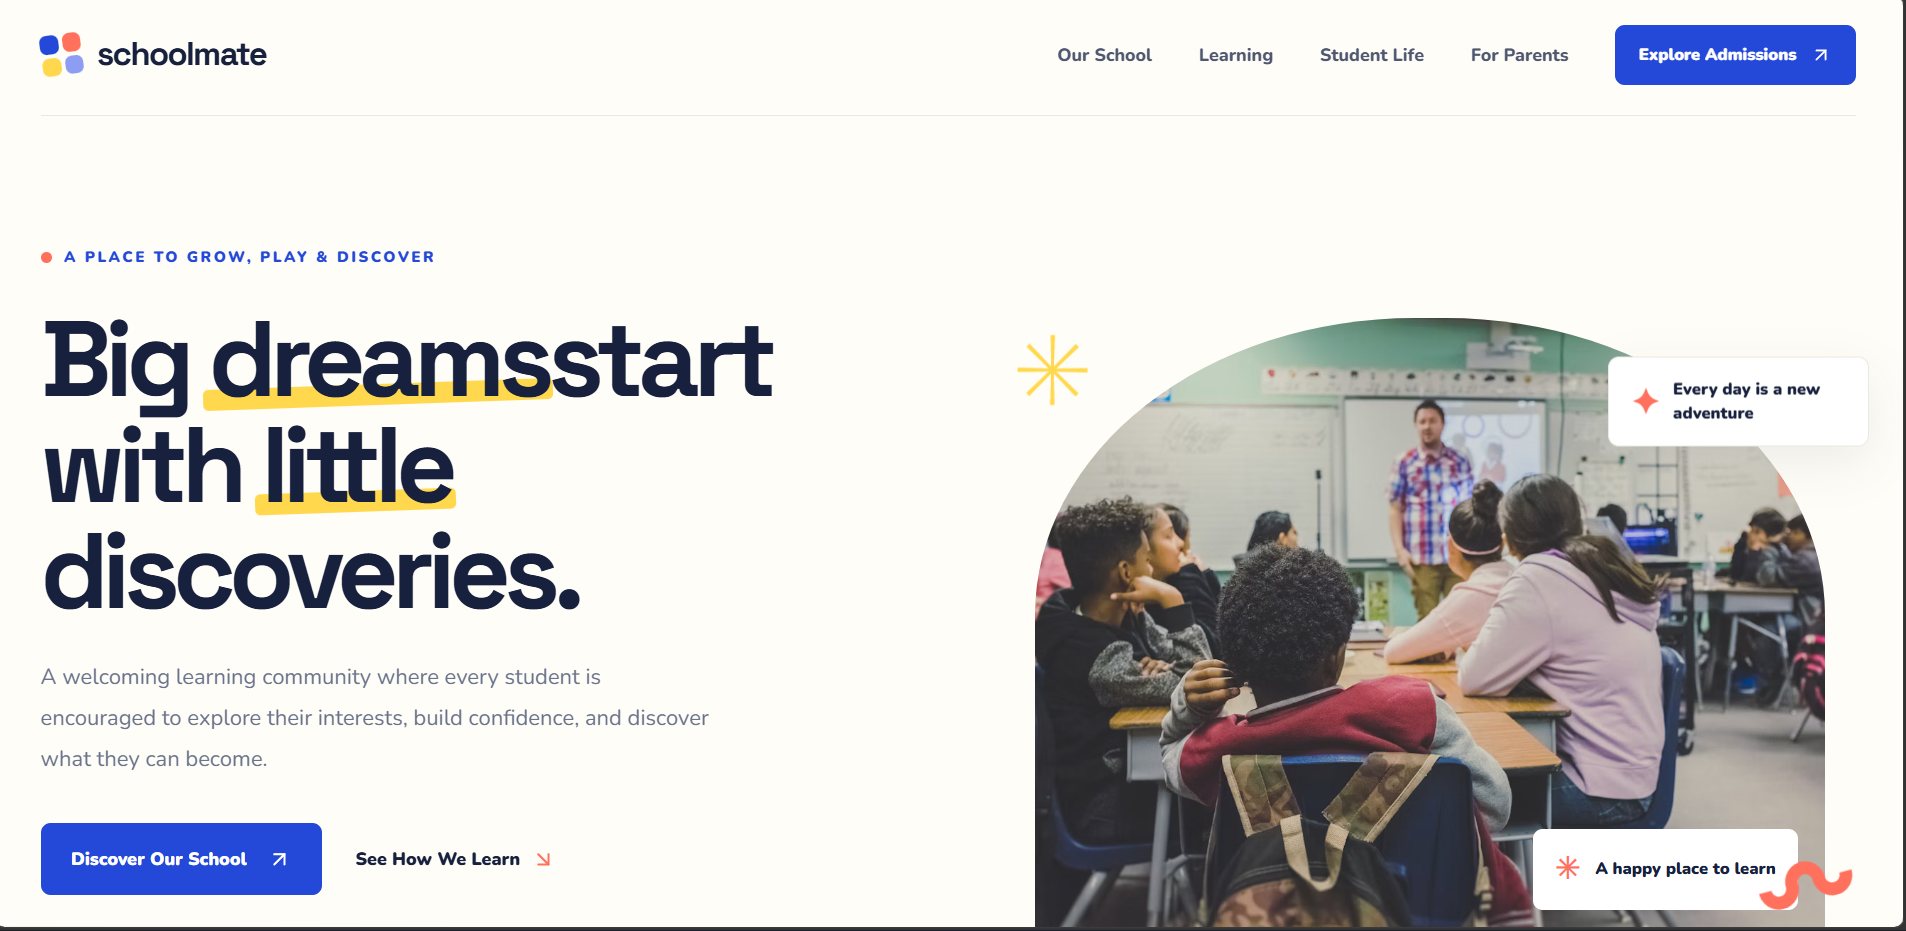 schoolmate
Our School
Learning
Student Life
For Parents
Explore Admissions
A PLACE TO GROW, PLAY & DISCOVER
Big dreamsstart
with little
discoveries.
A welcoming learning community where every student is
encouraged to explore their interests, build confidence, and discover
what they can become.
Discover Our School
See How We Learn
Every day is a new
adventure
A happy place to learn